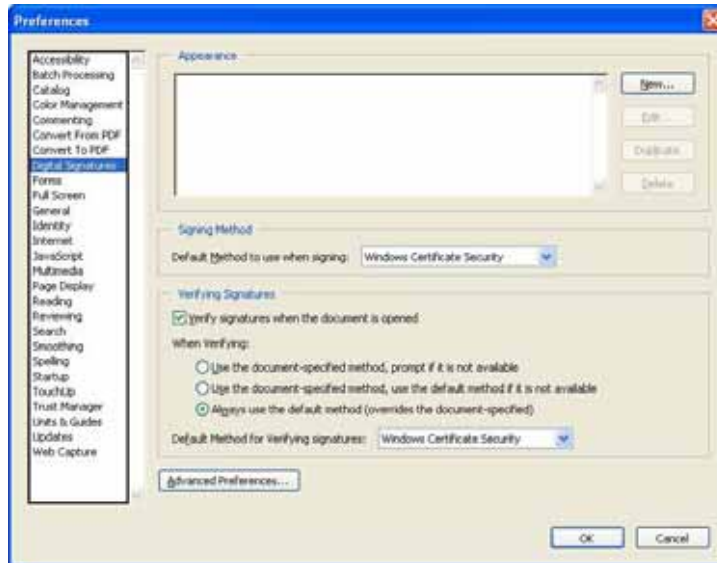 Preferences
Accessibility
Batch Processing
Catalog
Color Management
Commenting
Convert From PDF
Convert To PDF
Digital Signatures
Forms
Full Screen
General
Identity
Internet
JavaScript
Multimedia
Page Display
Reading
Reviewing
Search
Smoothing
Spelling
Startup
TouchUp
Trust Manager
Units & Guides
Updates
Web Capture
Appearance
New...
Edit...
Duplicate
Delete
Signing Method
Default Method to use when signing: Windows Certificate Security
Verifying Signatures
Verify signatures when the document is opened
When Verifying:
Use the document-specified method, prompt if it is not available
Use the document-specified method, use the default method if it is not available
Always use the default method (overrides the document-specified)
Default Method for Verifying signatures: Windows Certificate Security
Advanced Preferences...
OK Cancel